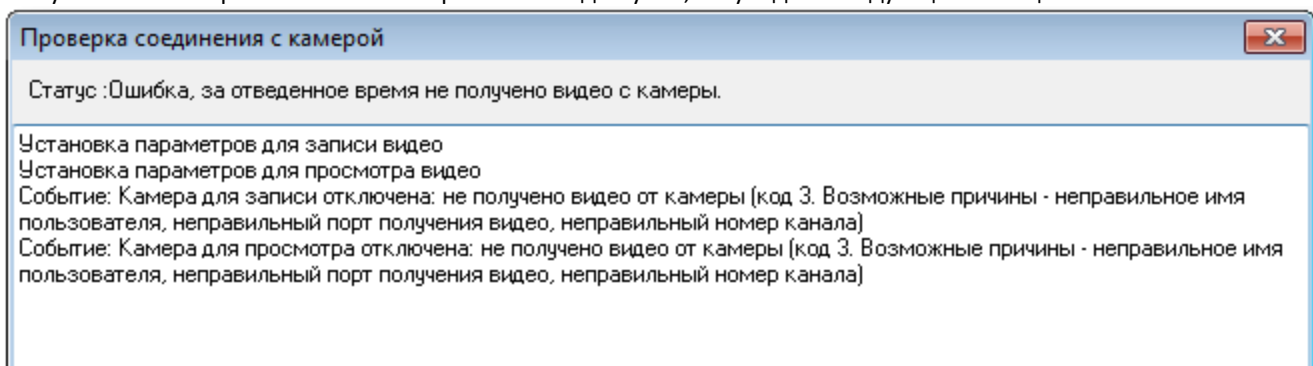 Проверка соединения с камерой
Статус :Ошибка, за отведенное время не получено видео с камеры.
Установка параметров для записи видео
Установка параметров для просмотра видео
Событие: Камера для записи отключена: не получено видео от камеры (код 3. Возможные причины - неправильное имя
пользователя, неправильный порт получения видео, неправильный номер канала)
Событие: Камера для просмотра отключена: не получено видео от камеры (код 3. Возможные причины - неправильное имя
пользователя, неправильный порт получения видео, неправильный номер канала)